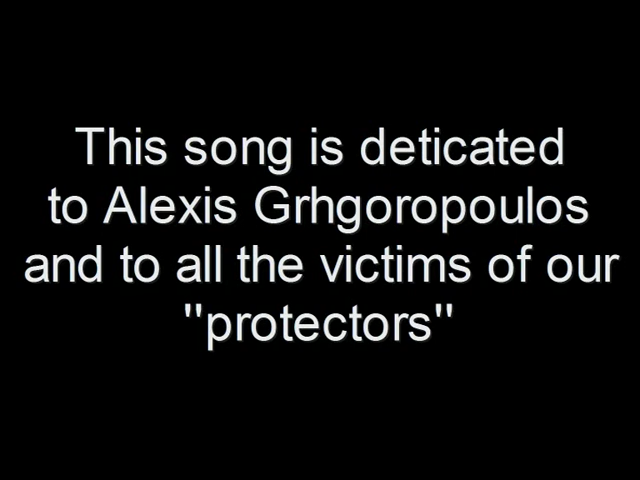 This song is deticated
to Alexis Grhgoropoulos
and to all the victims of our
"protectors"